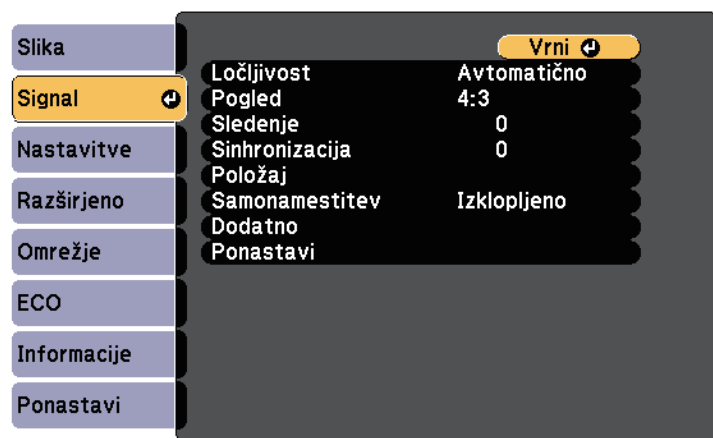 Slika
Signal
Nastavitve
Razširjeno
Omrežje
ECO
Informacije
Ponastavi
Vrni
Ločljivost Avtomatično
Pogled 4:3
Sledenje 0
Sinhronizacija 0
Položaj
Samonamestitev Izklopljeno
Dodatno
Ponastavi